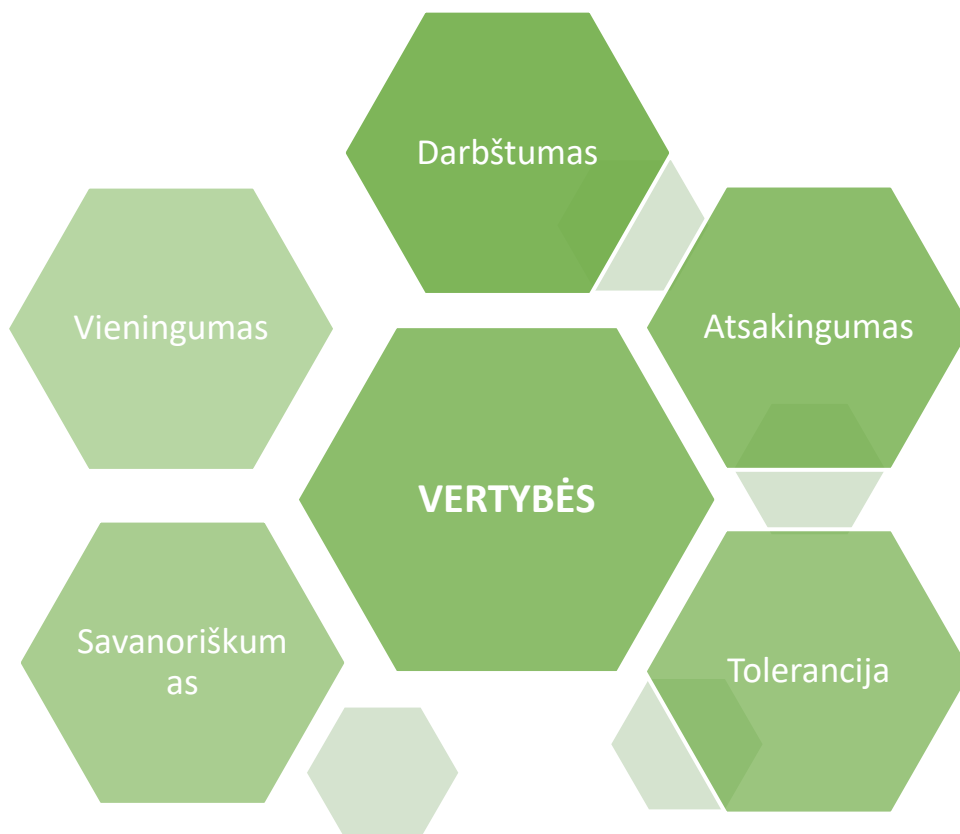 Darbštumas
Vieningumas
Atsakingumas
VERTYBĖS
Savanoriškum
as
Tolerancija